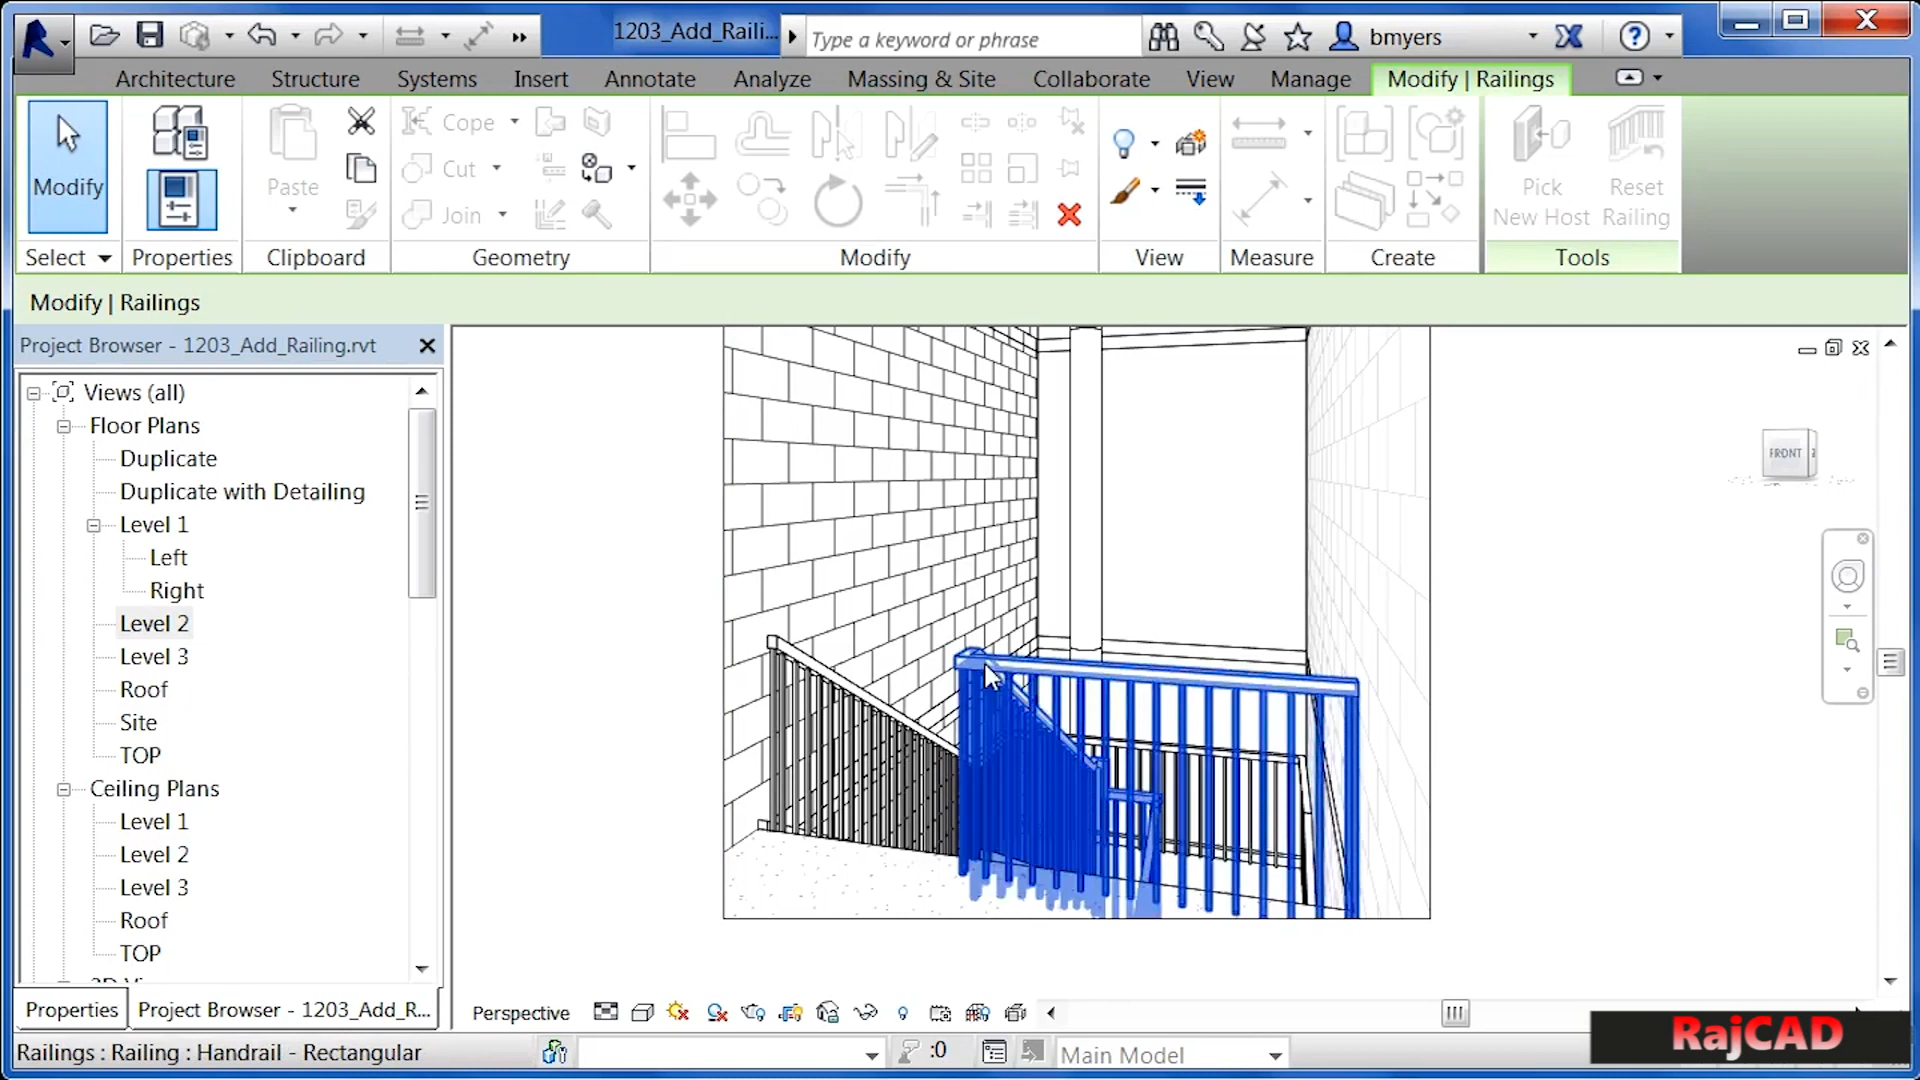 1203_Add_Raili...
Type a keyword or phrase
bmyers
Architecture Structure Systems Insert Annotate Analyze Massing & Site Collaborate View Manage Modify | Railings
Modify
Paste
Cope
Cut
Join
Pick
New Host
Reset
Railing
Select Properties Clipboard Geometry Modify View Measure Create Tools
Modify | Railings
Project Browser - 1203_Add_Railing.rvt
Views (all)
Floor Plans
Duplicate
Duplicate with Detailing
Level 1
Left
Right
Level 2
Level 3
Roof
Site
TOP
Ceiling Plans
Level 1
Level 2
Level 3
Roof
TOP
FRONT
Properties Project Browser - 1203_Add_R...
Perspective
Railings : Railing : Handrail - Rectangular
:0
Main Model
RajCAD